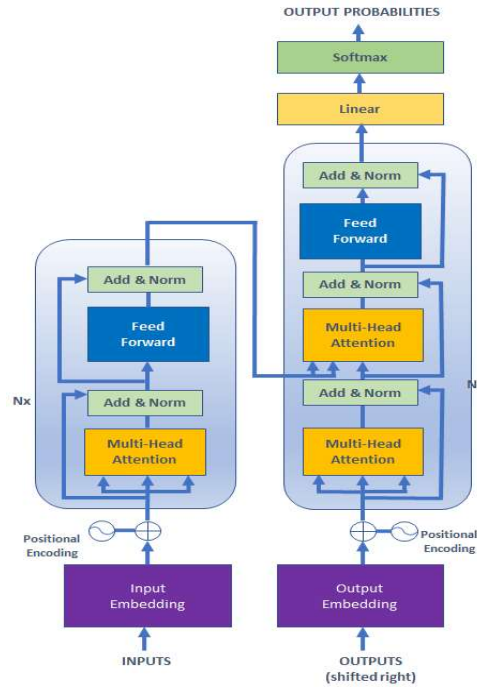 OUTPUT PROBABILITIES
Softmax
Linear
Add & Norm
Feed
Forward
Add & Norm
Multi-Head
Attention
Add & Norm
Multi-Head
Attention
N
Positional
Encoding
Output
Embedding
OUTPUTS
(shifted right)
Add & Norm
Feed
Forward
Add & Norm
Multi-Head
Attention
Nx
Positional
Encoding
Input
Embedding
INPUTS